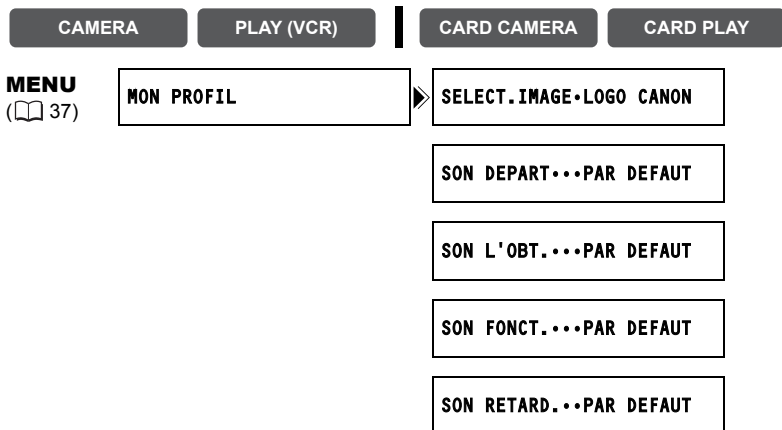 CAMERA PLAY (VCR) CARD CAMERA CARD PLAY
MENU MON PROFIL SELECT.IMAGE•LOGO CANON
( 37)
SON DEPART•••PAR DEFAUT
SON L'OBT.•••PAR DEFAUT
SON FONCT.•••PAR DEFAUT
SON RETARD.••PAR DEFAUT